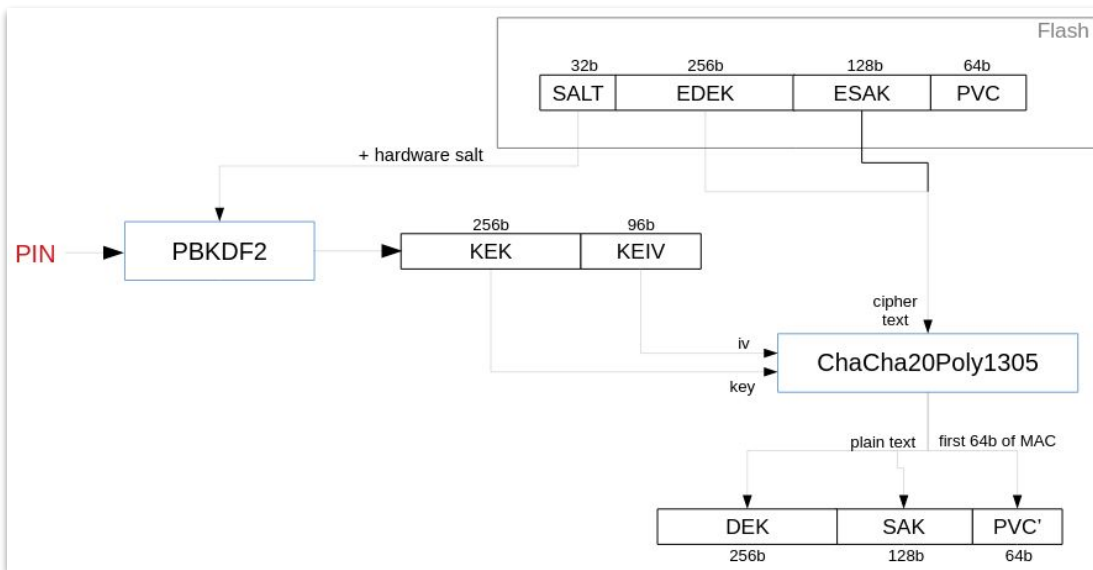 Flash
32b
256b
128b
64b
SALT
EDEK
ESAK
PVC
+ hardware salt
256b
96b
PIN
PBKDF2
KEK
KEIV
cipher
text
iv
ChaCha20Poly1305
key
plain text
first 64b of MAC
DEK
SAK
PVC’
256b
128b
64b